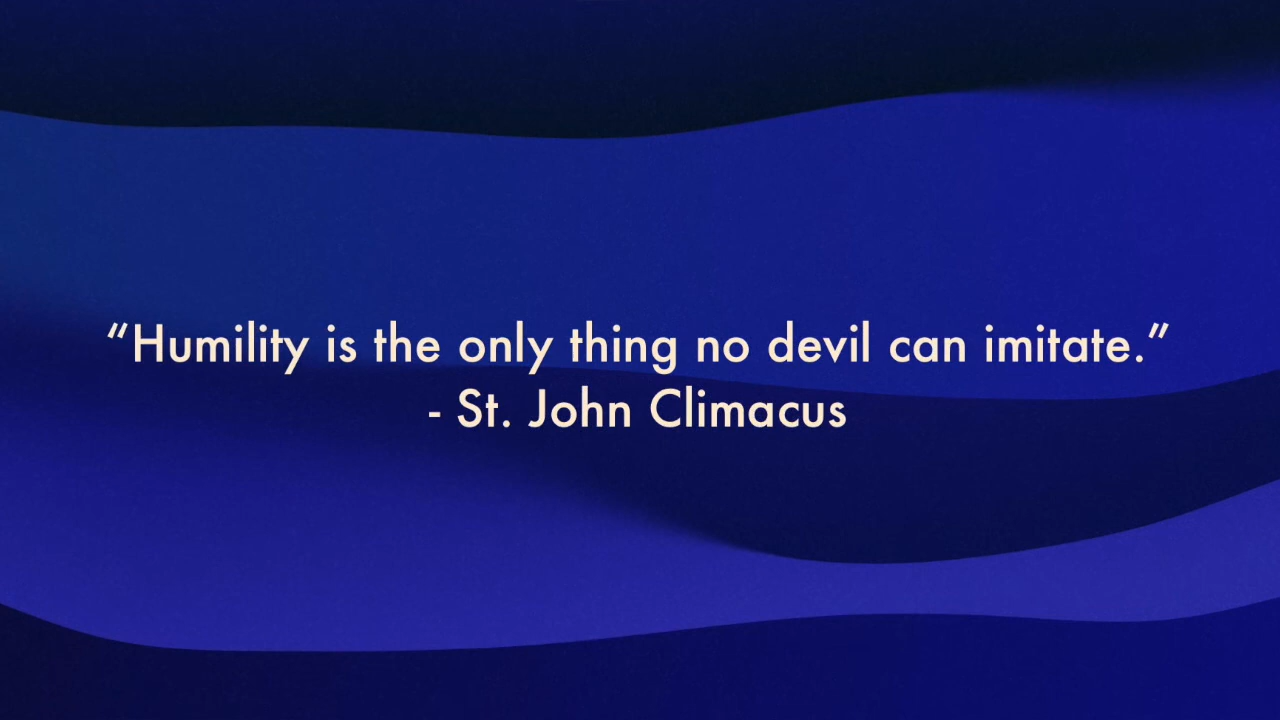 “Humility is the only thing no devil can imitate.”
- St. John Climacus